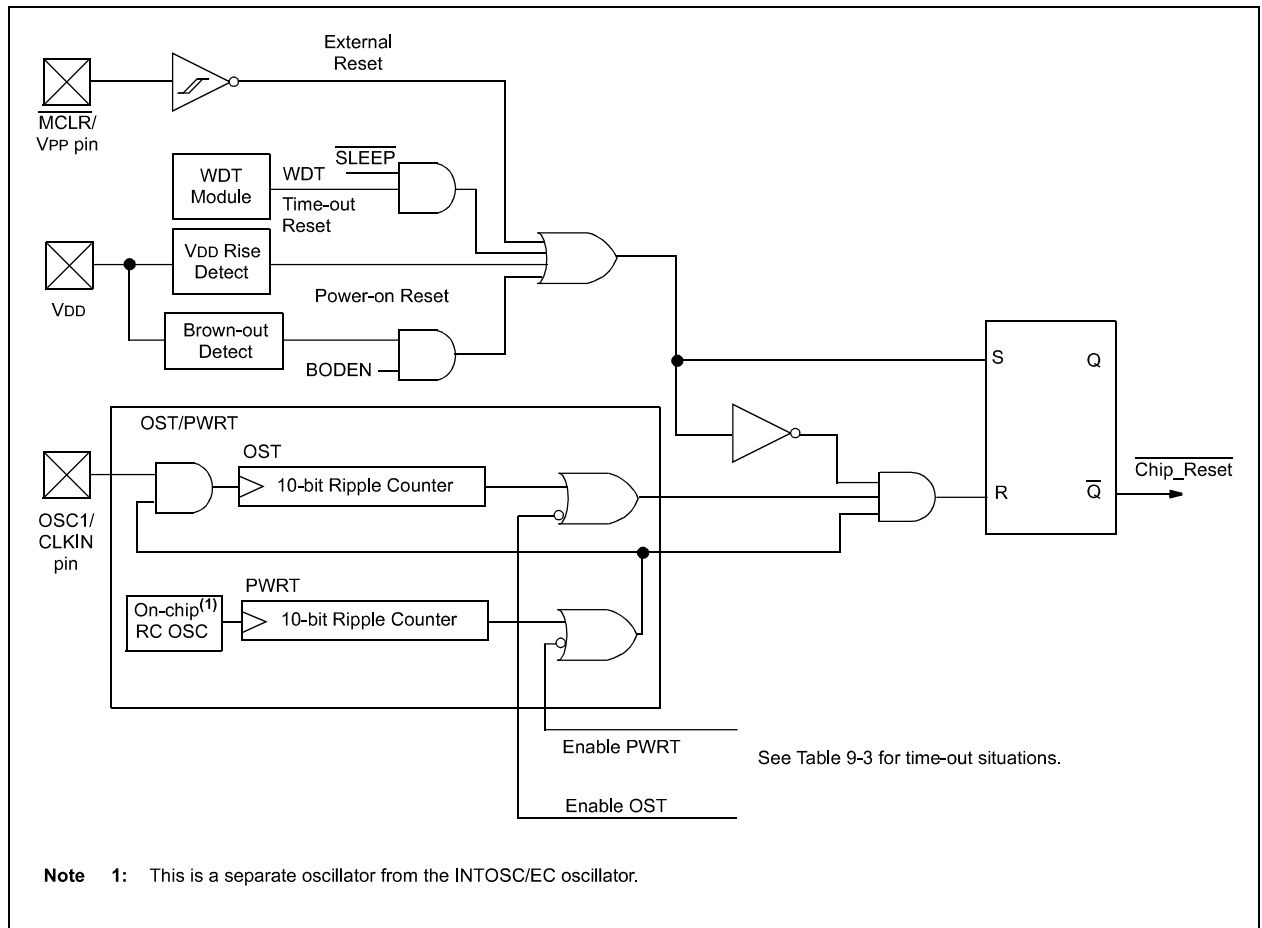 External
Reset
MCLR/
VPP pin
SLEEP
WDT
Module
WDT
Time-out
Reset
VDD Rise
Detect
VDD
Power-on Reset
Brown-out
Detect
BODEN
S
Q
OST/PWRT
OST
10-bit Ripple Counter
Chip_Reset
R
Q
OSC1/
CLKIN
pin
PWRT
On-chip(1)
RC OSC
10-bit Ripple Counter
Enable PWRT
See Table 9-3 for time-out situations.
Enable OST
Note 1: This is a separate oscillator from the INTOSC/EC oscillator.